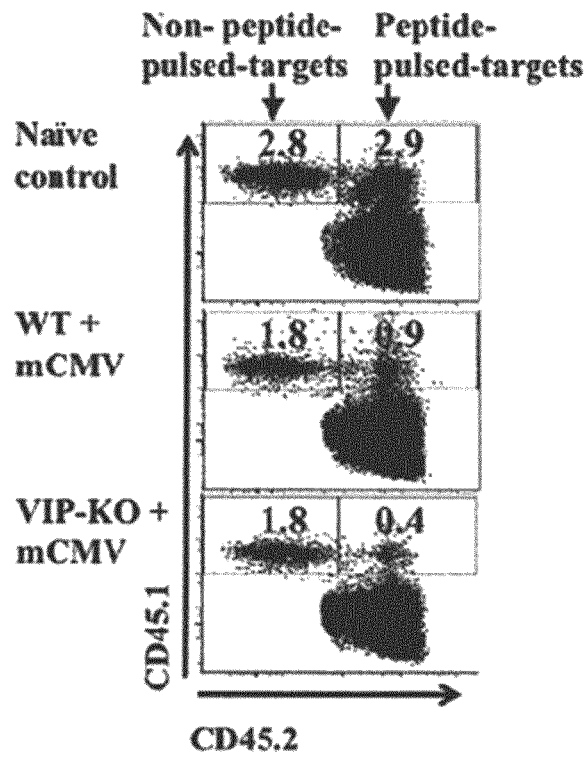 Non- peptide- Peptide-
pulsed-targets pulsed-targets
Naïve
control
2.8 2.9
WT +
mCMV
1.8 0.9
VIP-KO +
mCMV
1.8 0.4
CD45.1
CD45.2